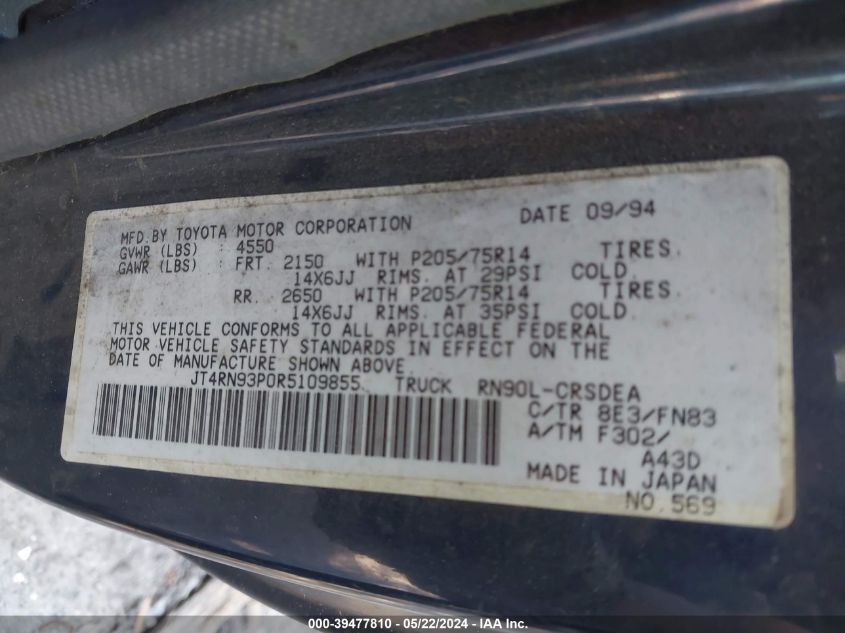 MFD.BY TOYOTA MOTOR CORPORATION DATE 09/94
GVWR (LBS) : 4550
GAWR (LBS) : FRT. 2150 WITH P205/75R14 TIRES.
14X6JJ RIMS. AT 29PSI COLD.
RR. 2650 WITH P205/75R14 TIRES.
14X6JJ RIMS. AT 35PSI COLD.
THIS VEHICLE CONFORMS TO ALL APPLICABLE FEDERAL
MOTOR VEHICLE SAFETY STANDARDS IN EFFECT ON THE
DATE OF MANUFACTURE SHOWN ABOVE.
JT4RN93P0R5109855 TRUCK RN90L-CRSDEA
C/TR 8E3/FN83
A/TM F302/
A43D
MADE IN JAPAN
NO.569
000-39477810 - 05/22/2024 - IAA Inc.